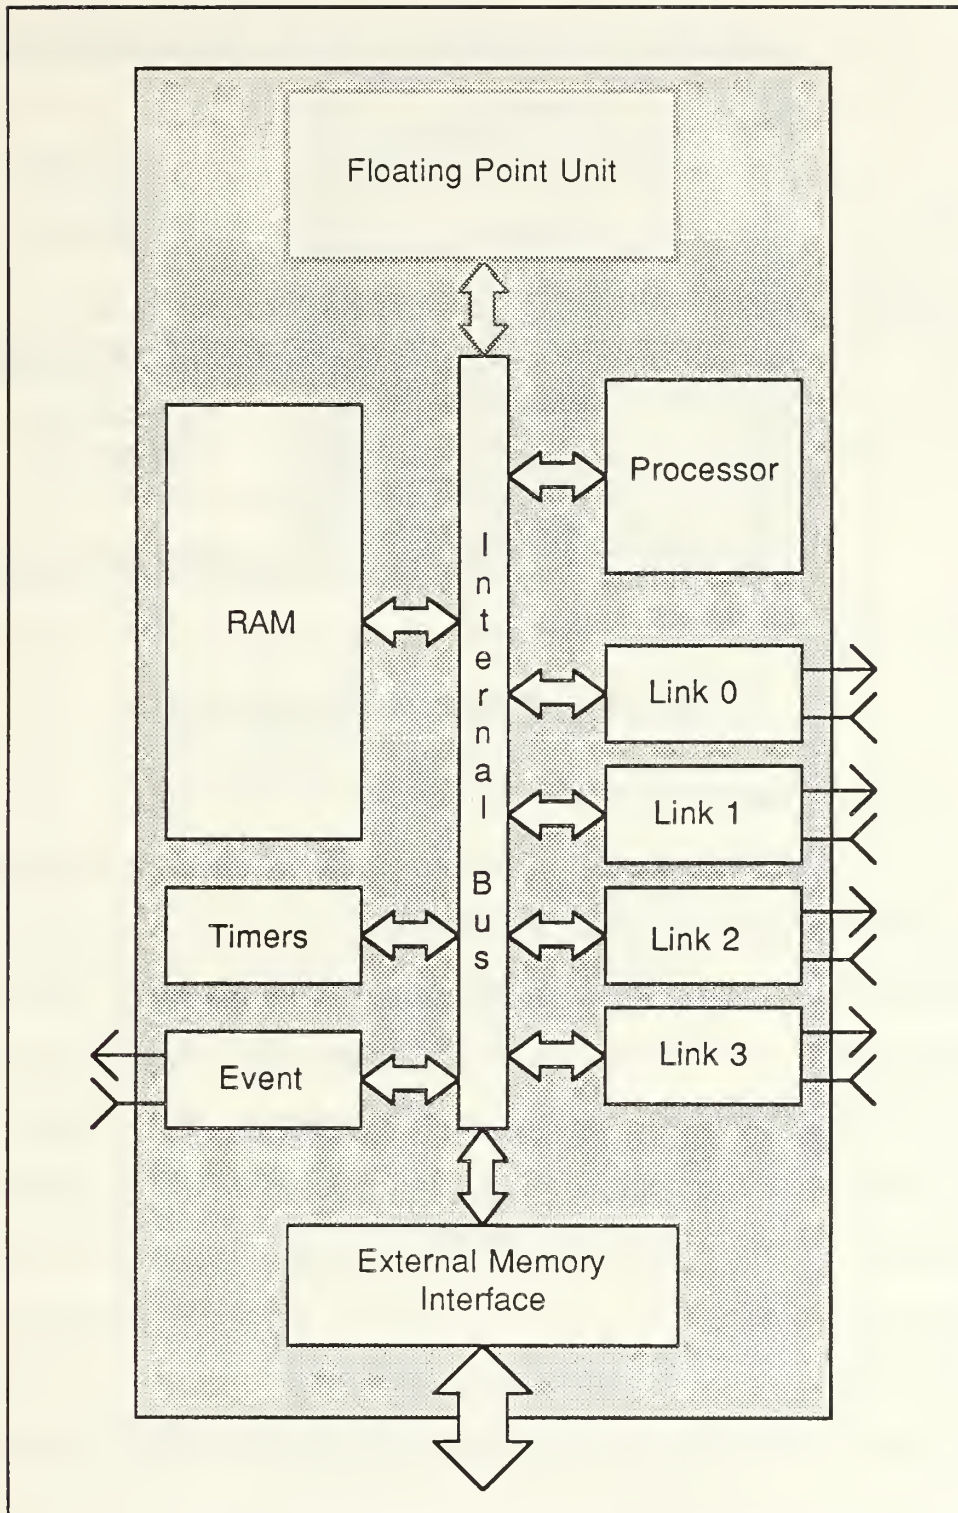 Floating Point Unit
Processor
RAM
Internal Bus
Link 0
Link 1
Link 2
Link 3
Timers
Event
External Memory
Interface